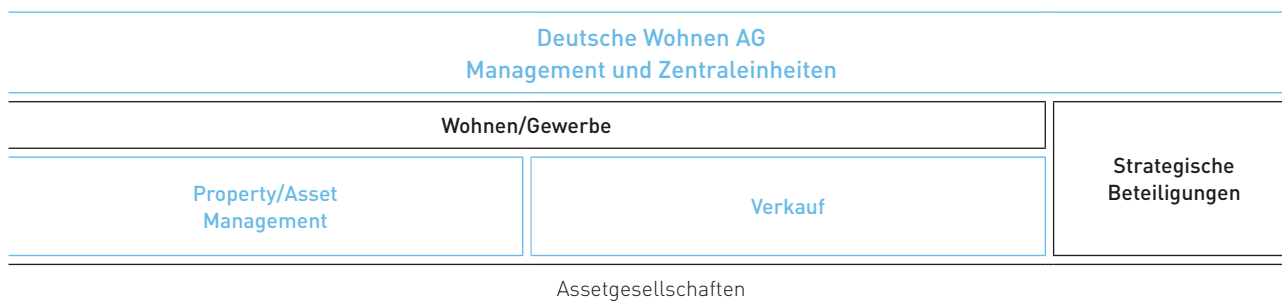 Deutsche Wohnen AG
Management und Zentraleinheiten
Wohnen/Gewerbe
Strategische
Beteiligungen
Property/Asset
Management
Verkauf
Assetgesellschaften